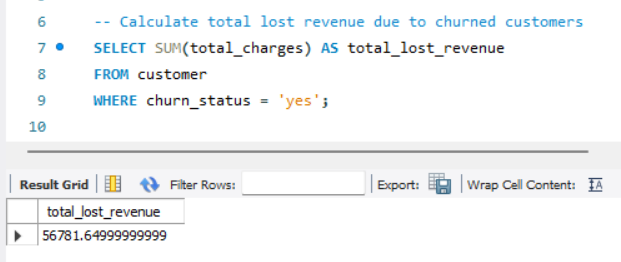 6 -- Calculate total lost revenue due to churned customers
7 SELECT SUM(total_charges) AS total_lost_revenue
8 FROM customer
9 WHERE churn_status = 'yes';
10
Result Grid Filter Rows: Export: Wrap Cell Content: IA
total_lost_revenue
56781.64999999999